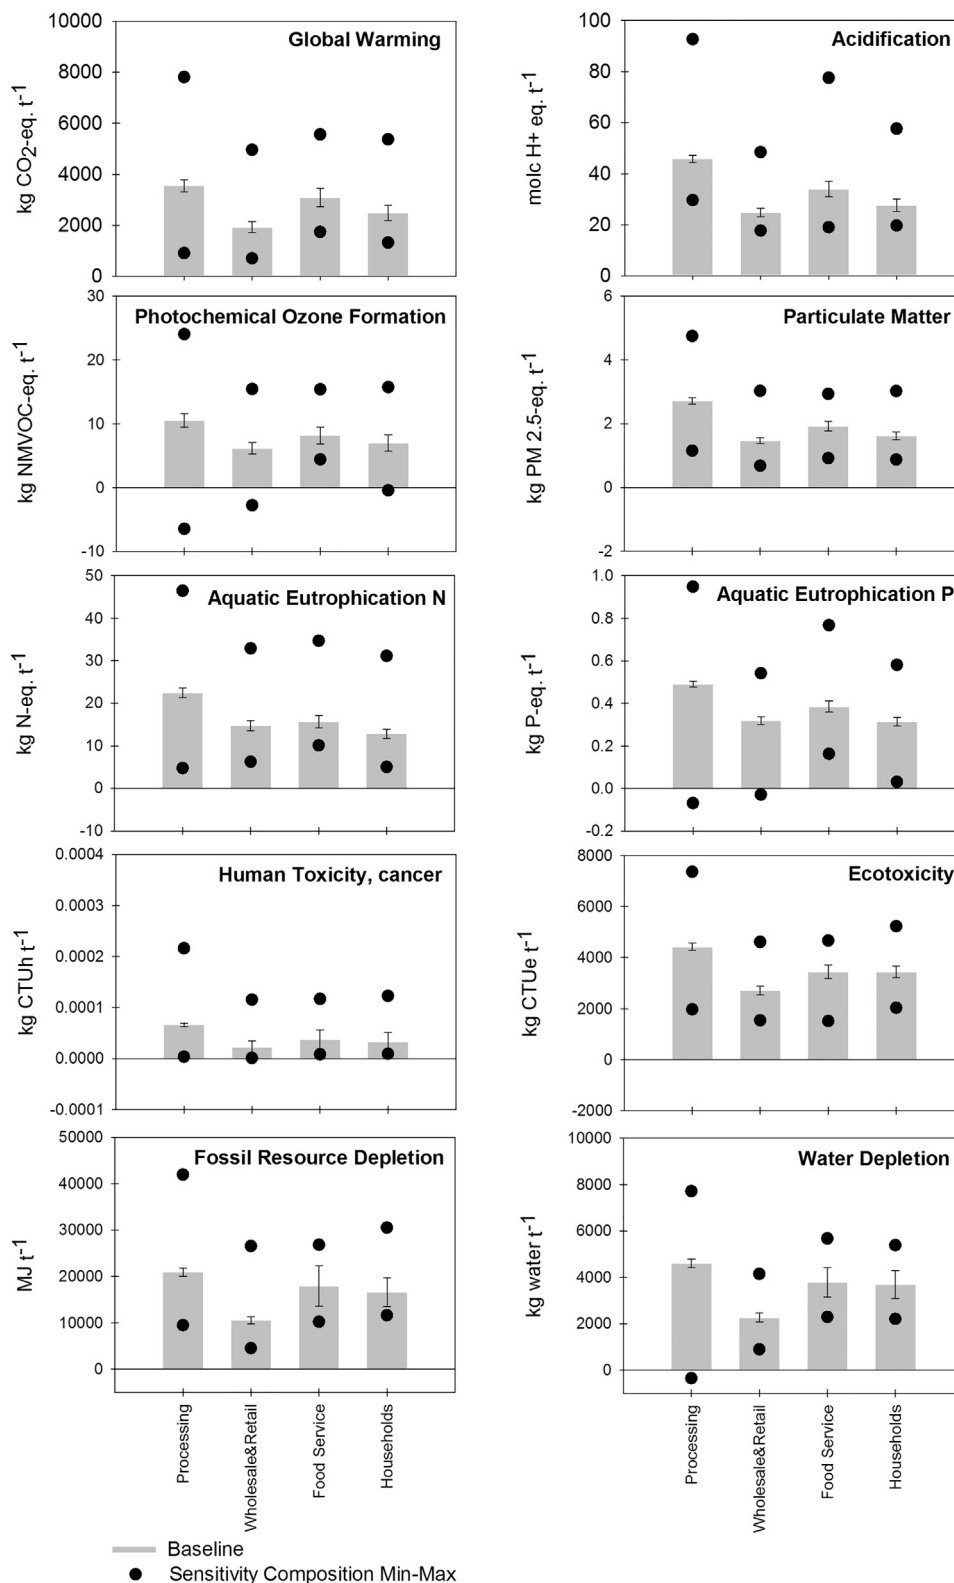 Global Warming
kg CO2-eq. t-1
10000
8000
6000
4000
2000
0
Acidification
molc H+ eq. t-1
100
80
60
40
20
0
Photochemical Ozone Formation
kg NMVOC-eq. t-1
30
20
10
0
-10
Particulate Matter
kg PM 2.5-eq. t-1
6
4
2
0
-2
Aquatic Eutrophication N
kg N-eq. t-1
50
40
30
20
10
0
-10
Aquatic Eutrophication P
kg P-eq. t-1
1.0
0.8
0.6
0.4
0.2
0.0
-0.2
Human Toxicity, cancer
kg CTUh t-1
0.0004
0.0003
0.0002
0.0001
0.0000
-0.0001
Ecotoxicity
kg CTUe t-1
8000
6000
4000
2000
0
-2000
Fossil Resource Depletion
MJ t-1
50000
40000
30000
20000
10000
0
Water Depletion
kg water t-1
10000
8000
6000
4000
2000
0
Processing
Wholesale&Retail
Food Service
Households
Processing
Wholesale&Retail
Food Service
Households
Baseline
Sensitivity Composition Min-Max